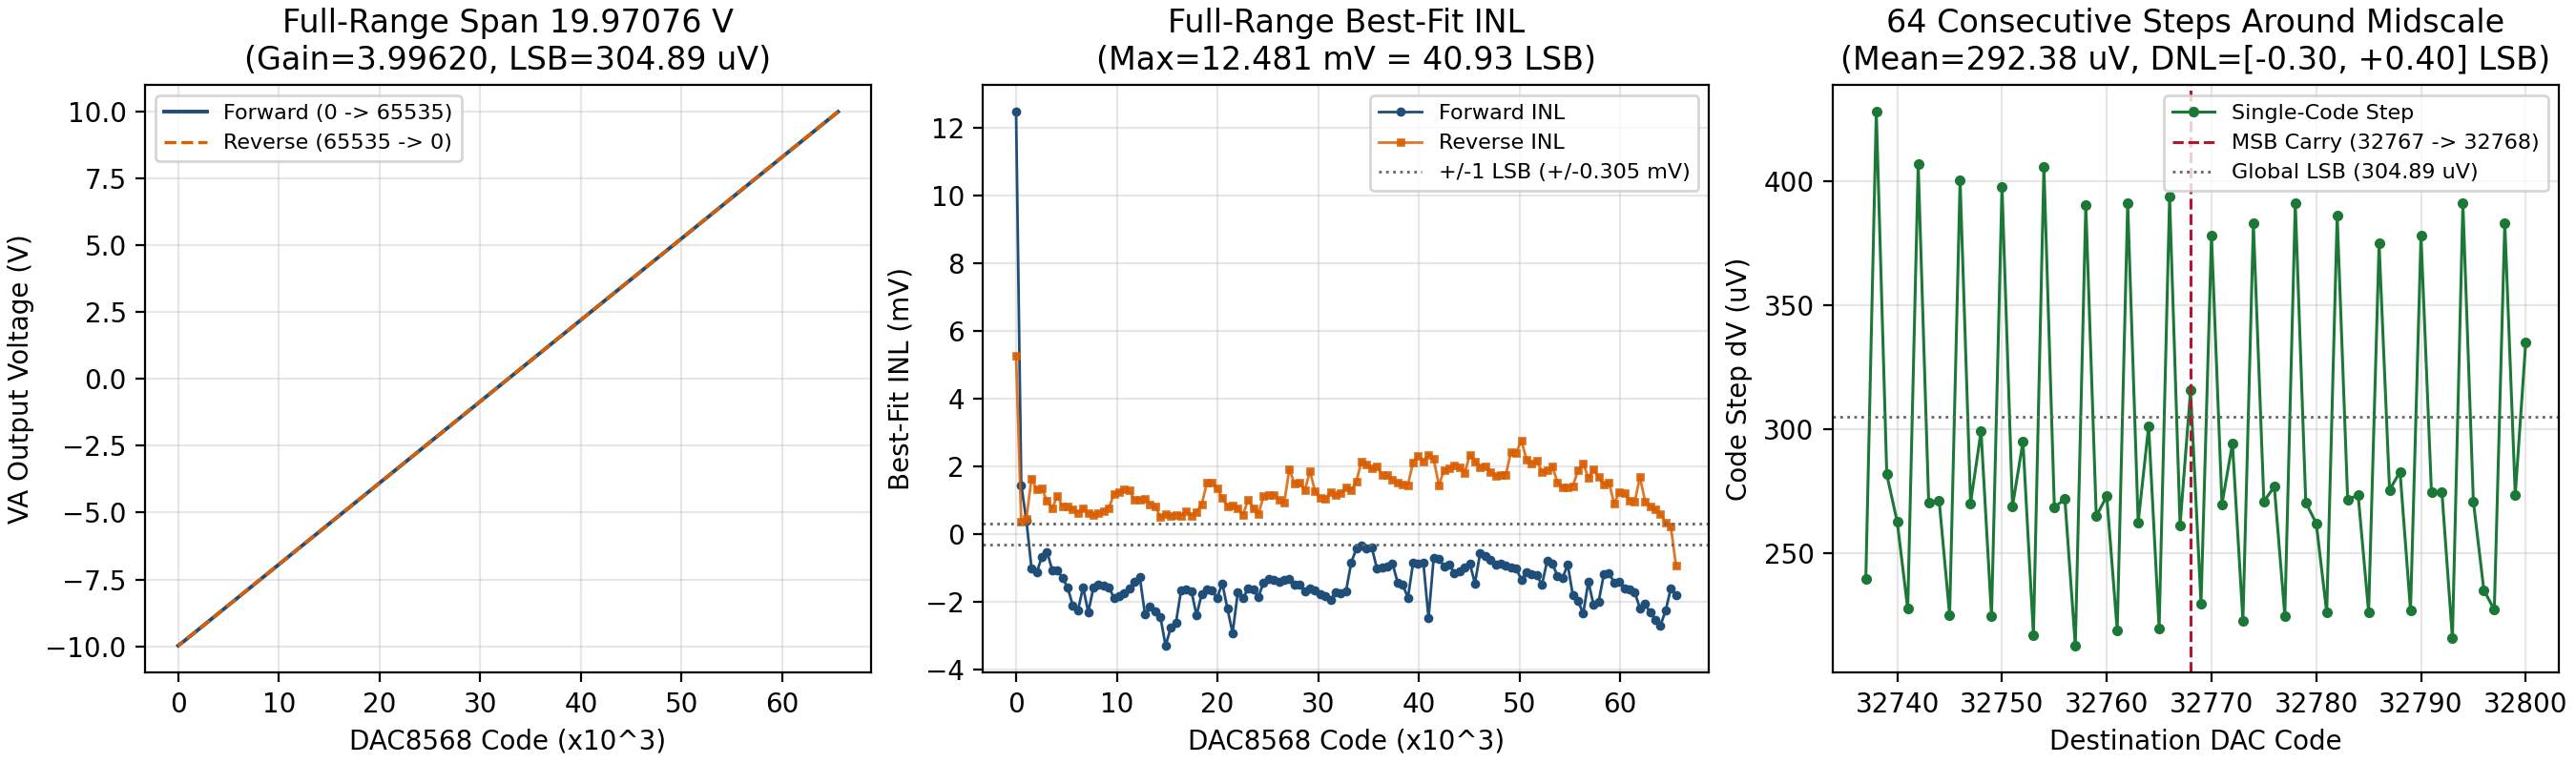 Full-Range Span 19.97076 V
(Gain=3.99620, LSB=304.89 uV)
VA Output Voltage (V)
10.0
7.5
5.0
2.5
0.0
−2.5
−5.0
−7.5
−10.0
Forward (0 -> 65535)
Reverse (65535 -> 0)
0 10 20 30 40 50 60
DAC8568 Code (x10^3)
Full-Range Best-Fit INL
(Max=12.481 mV = 40.93 LSB)
Best-Fit INL (mV)
12
10
8
6
4
2
0
−2
−4
Forward INL
Reverse INL
+/-1 LSB (+/-0.305 mV)
0 10 20 30 40 50 60
DAC8568 Code (x10^3)
64 Consecutive Steps Around Midscale
(Mean=292.38 uV, DNL=[-0.30, +0.40] LSB)
Code Step dV (uV)
400
350
300
250
Single-Code Step
MSB Carry (32767 -> 32768)
Global LSB (304.89 uV)
32740 32750 32760 32770 32780 32790 32800
Destination DAC Code